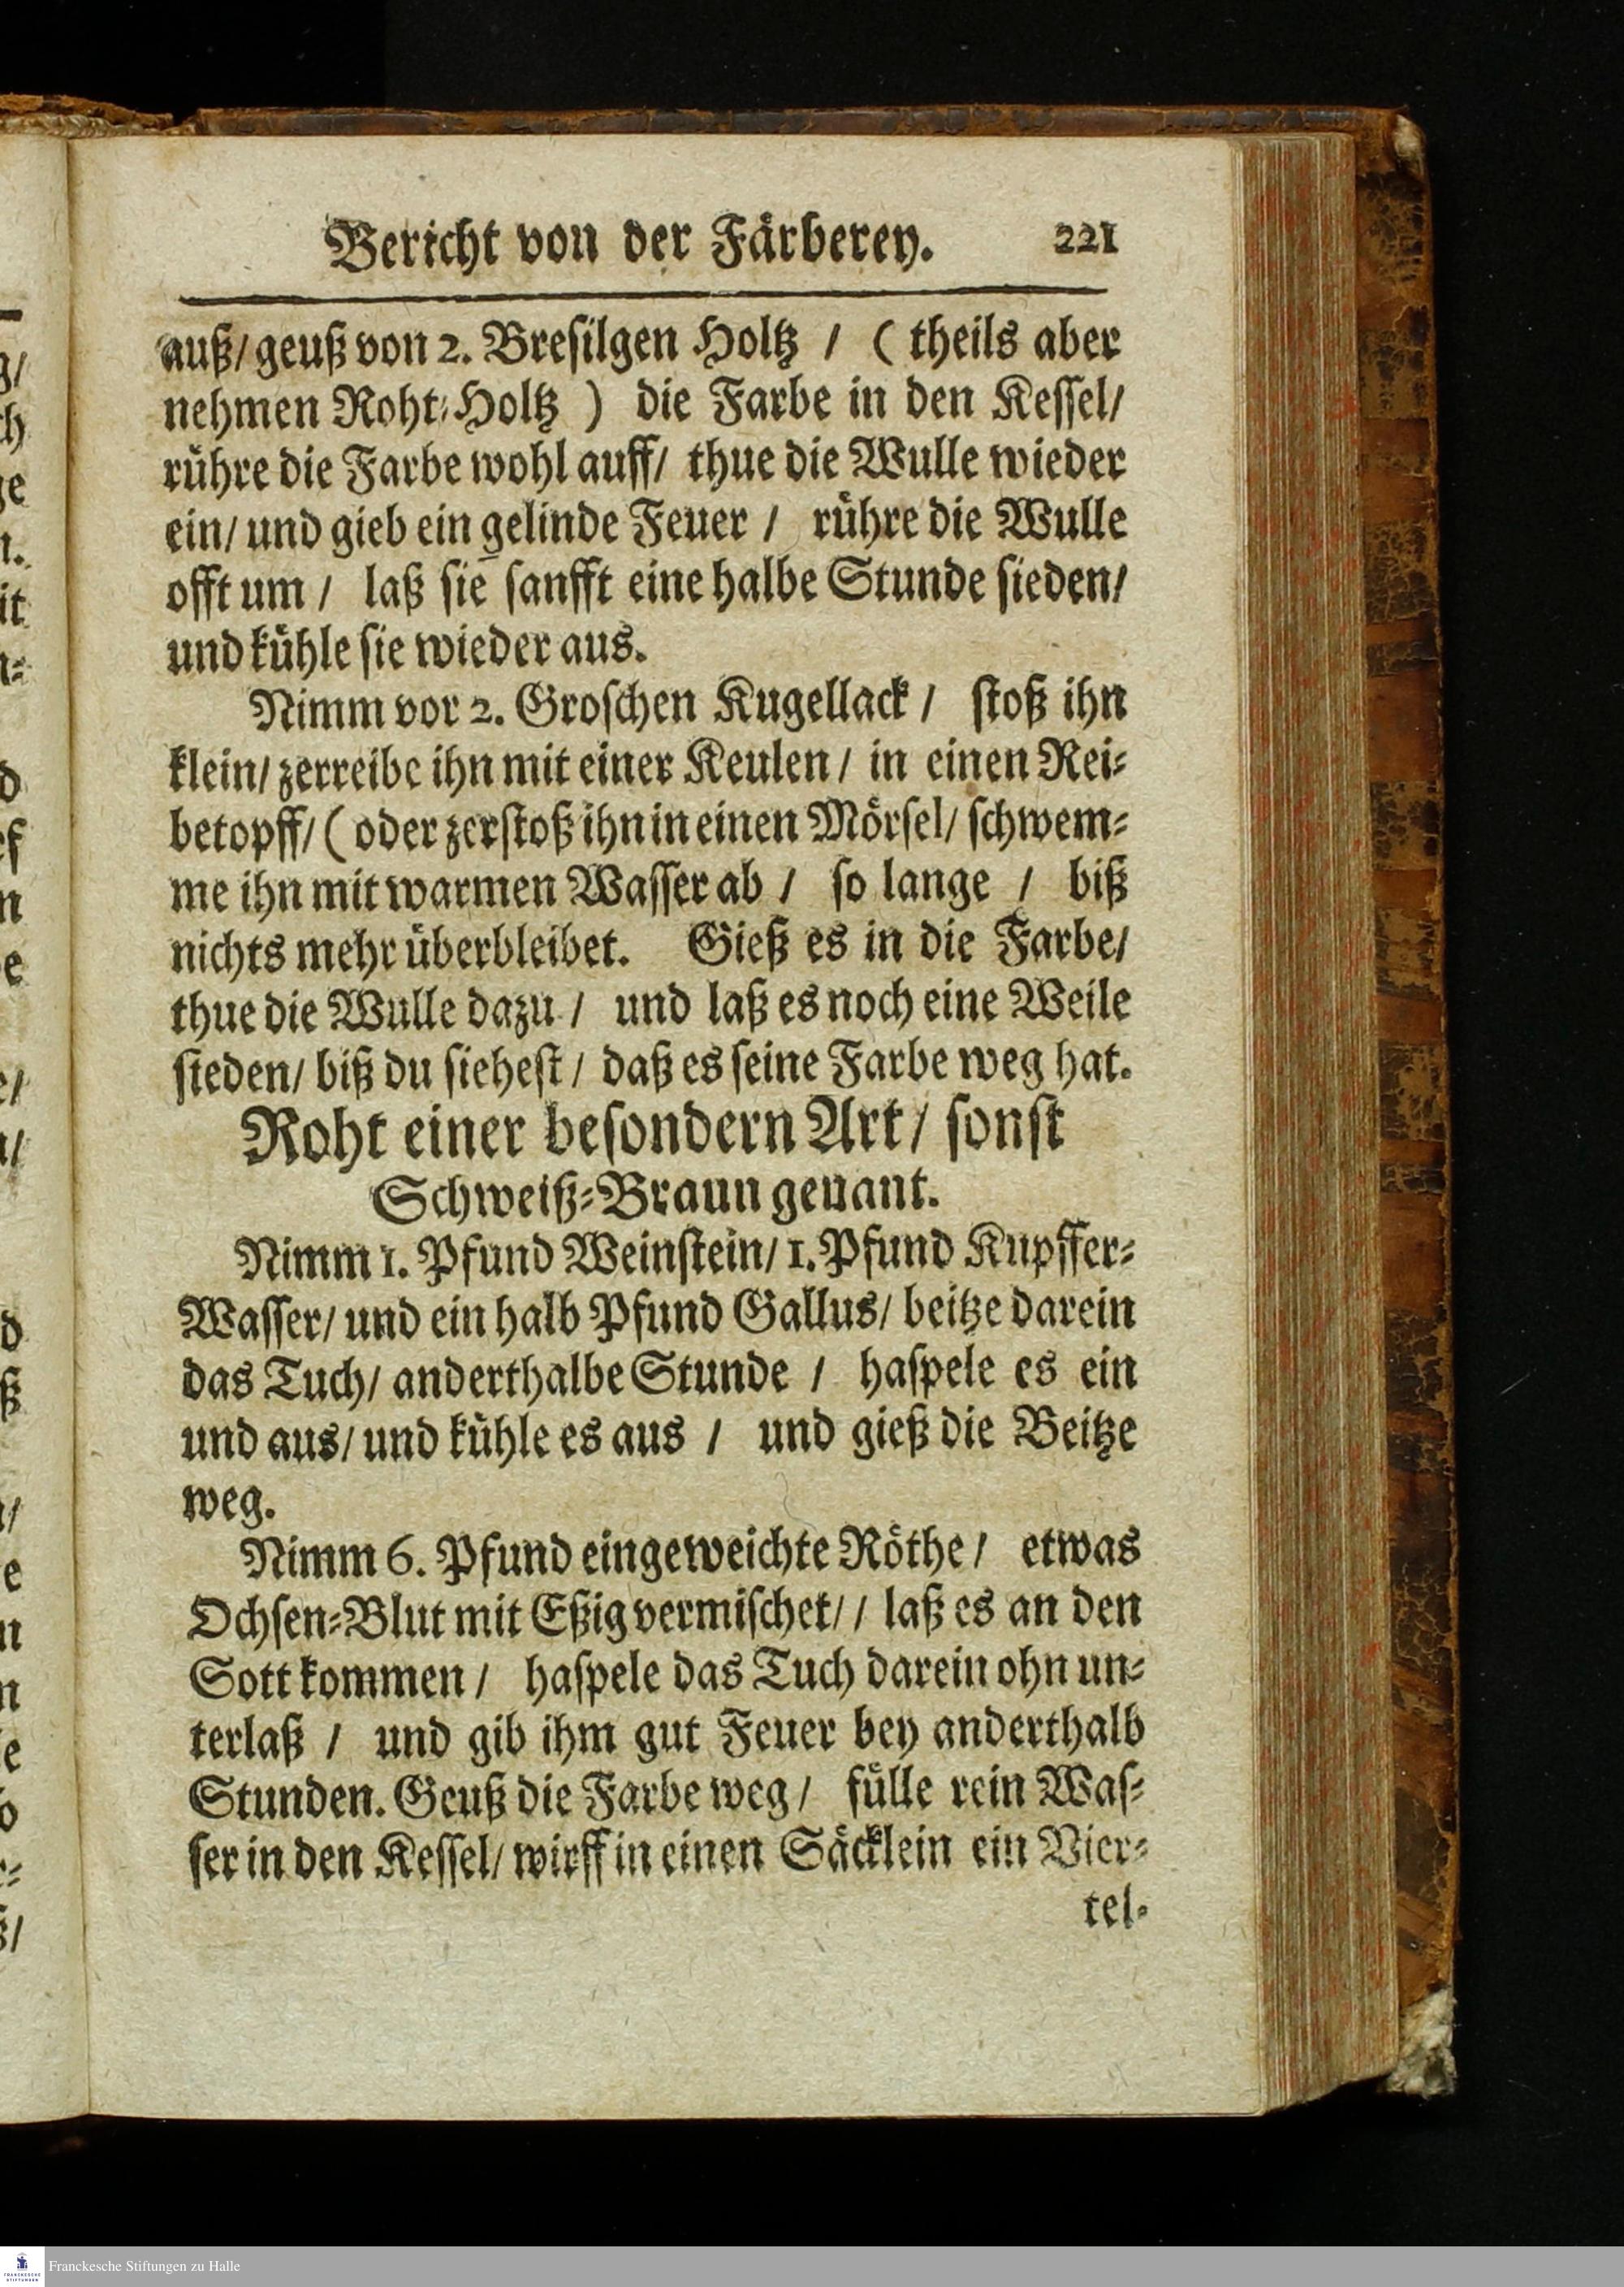 Bericht von der Färberey. 221
auß/ geuß von 2. Bresilgen Holtz / ( theils aber
nehmen Roht-Holtz ) die Farbe in den Kessel/
rühre die Farbe wohl auff/ thue die Wulle wieder
ein/ und gieb ein gelinde Feuer / rühre die Wulle
offt um / laß sie sanfft eine halbe Stunde sieden/
und kühle sie wieder aus.
Nimm vor 2. Groschen Kugellack / stoß ihn
klein/ zerreibe ihn mit einer Keulen / in einen Rei-
betopff/ ( oder zerstoß ihn in einen Mörsel/ schwem-
me ihn mit warmen Wasser ab / so lange / biß
nichts mehr überbleibet. Gieß es in die Farbe/
thue die Wulle dazu / und laß es noch eine Weile
sieden/ biß du siehest / daß es seine Farbe weg hat.
Roht einer besondern Art / sonst
Schweiß-Braun genant.
Nimm 1. Pfund Weinstein/ 1. Pfund Kupffer-
Wasser/ und ein halb Pfund Gallus/ beitze darein
das Tuch/ anderthalbe Stunde / haspele es ein
und aus/ und kühle es aus / und gieß die Beitze
weg.
Nimm 6. Pfund eingeweichte Röthe / etwas
Ochsen-Blut mit Eßig vermischet/ / laß es an den
Sott kommen / haspele das Tuch darein ohn un-
terlaß / und gib ihm gut Feuer bey anderthalb
Stunden. Geuß die Farbe weg / fülle rein Was-
ser in den Kessel/ wirff in einen Säcklein ein Vier-
tel-
Franckesche Stiftungen zu Halle
FRANCKESCHE
STIFTUNGEN